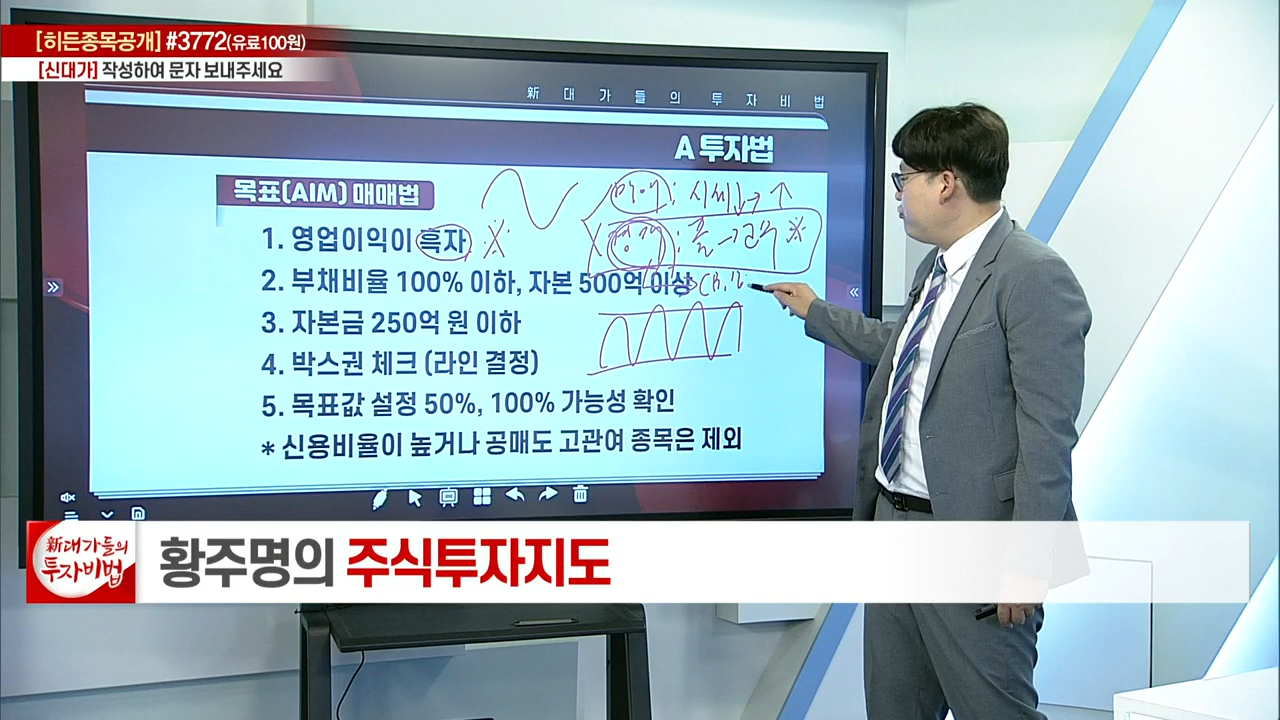 [히든종목공개] #3772(유료100원)
[신대가] 작성하여 문자 보내주세요
新대가들의 투자비법
A 투자법
목표(AIM) 매매법
1. 영업이익이 흑자
2. 부채비율 100% 이하, 자본 500억 이상
3. 자본금 250억 원 이하
4. 박스권 체크 (라인 결정)
5. 목표값 설정 50%, 100% 가능성 확인
* 신용비율이 높거나 공매도 고관여 종목은 제외
新대가들의
투자비법
황주명의 주식투자지도